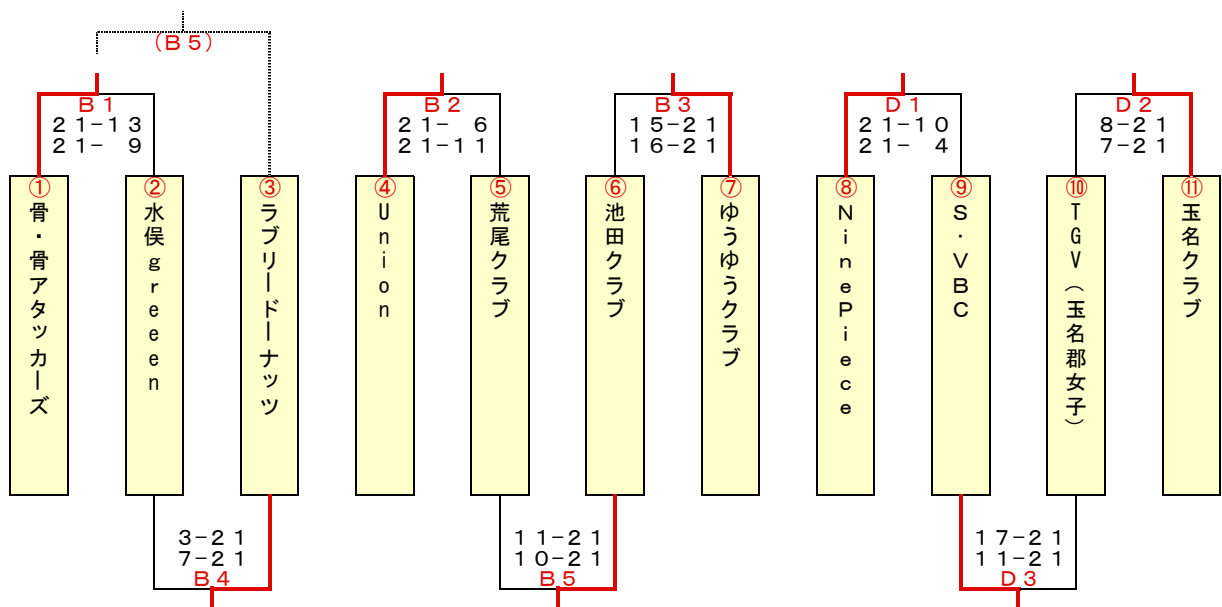 （Ｂ５）
Ｂ１
２１－１３
２１－　９
Ｂ２
２１－　６
２１－１１
Ｂ３
１５－２１
１６－２１
Ｄ１
２１－１０
２１－　４
Ｄ２
８－２１
７－２１
①骨・骨アタッカーズ
②水俣ｇｒｅｅｅｎ
③ラブリードーナッツ
④Ｕｎｉｏｎ
⑤荒尾クラブ
⑥池田クラブ
⑦ゆうゆうクラブ
⑧ＮｉｎｅＰｉｅｃｅ
⑨Ｓ・ＶＢＣ
⑩ＴＧＶ（玉名郡女子）
⑪玉名クラブ
３－２１
７－２１
Ｂ４
１１－２１
１０－２１
Ｂ５
１７－２１
１１－２１
Ｄ３